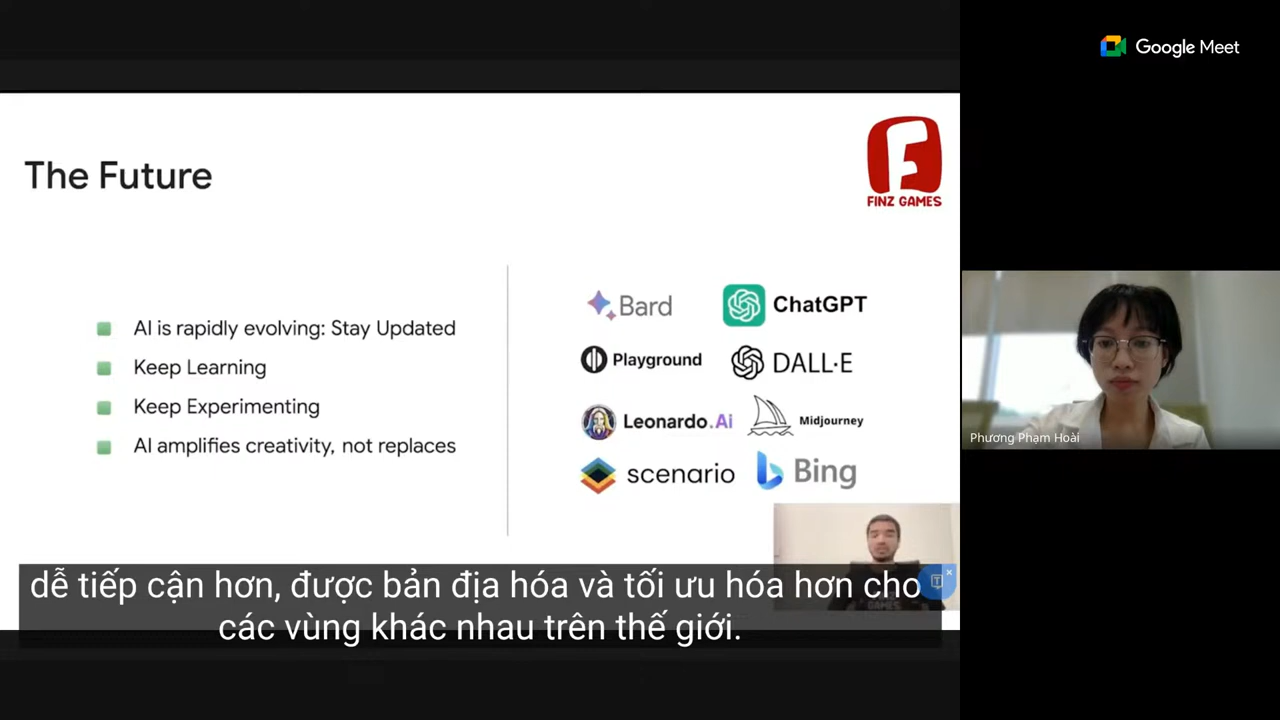 Google Meet
The Future
FINZ GAMES
AI is rapidly evolving: Stay Updated
Keep Learning
Keep Experimenting
AI amplifies creativity, not replaces
Bard
ChatGPT
Playground
DALL·E
Leonardo.Ai
Midjourney
scenario
Bing
Phương Phạm Hoài
dễ tiếp cận hơn, được bản địa hóa và tối ưu hóa hơn cho
các vùng khác nhau trên thế giới.